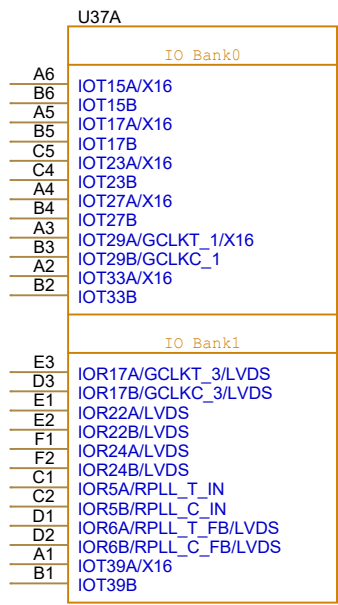 U37A
IO Bank0
A6 IOT15A/X16
B6 IOT15B
A5 IOT17A/X16
B5 IOT17B
C5 IOT23A/X16
C4 IOT23B
A4 IOT27A/X16
B4 IOT27B
A3 IOT29A/GCLKT_1/X16
B3 IOT29B/GCLKC_1
A2 IOT33A/X16
B2 IOT33B
IO Bank1
E3 IOR17A/GCLKT_3/LVDS
D3 IOR17B/GCLKC_3/LVDS
E1 IOR22A/LVDS
E2 IOR22B/LVDS
F1 IOR24A/LVDS
F2 IOR24B/LVDS
C1 IOR5A/RPLL_T_IN
C2 IOR5B/RPLL_C_IN
D1 IOR6A/RPLL_T_FB/LVDS
D2 IOR6B/RPLL_C_FB/LVDS
A1 IOT39A/X16
B1 IOT39B